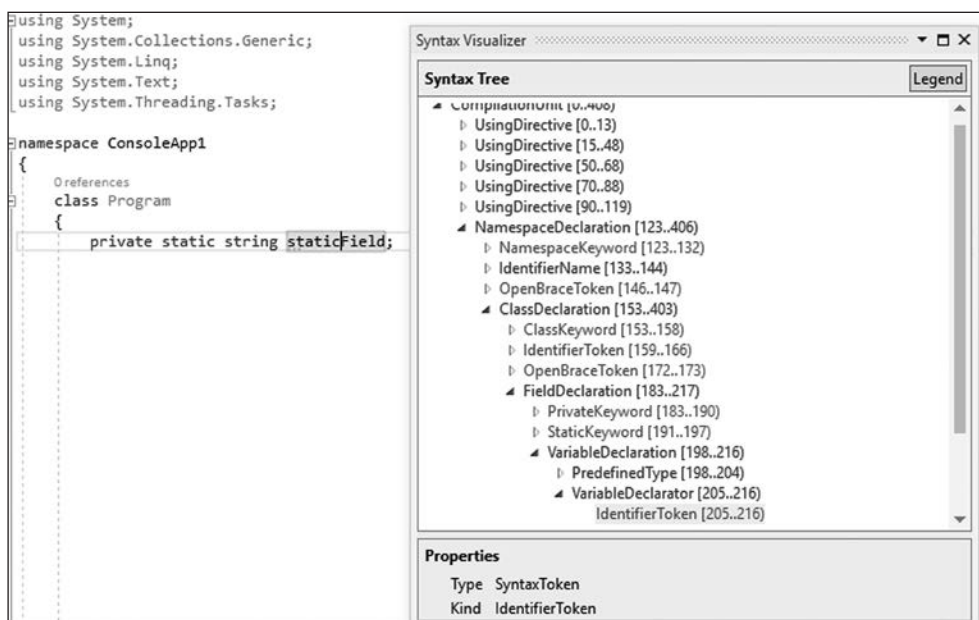 using System;
using System.Collections.Generic;
using System.Linq;
using System.Text;
using System.Threading.Tasks;
namespace ConsoleApp1
{
0 references
class Program
{
private static string staticField;
Syntax Visualizer
Syntax Tree
Legend
CompilationUnit [0..408]
UsingDirective [0..13]
UsingDirective [15..48]
UsingDirective [50..68]
UsingDirective [70..88]
UsingDirective [90..119]
NamespaceDeclaration [123..406]
NamespaceKeyword [123..132]
IdentifierName [133..144]
OpenBraceToken [146..147]
ClassDeclaration [153..403]
ClassKeyword [153..158]
IdentifierToken [159..166]
OpenBraceToken [172..173]
FieldDeclaration [183..217]
PrivateKeyword [183..190]
StaticKeyword [191..197]
VariableDeclaration [198..216]
PredefinedType [198..204]
VariableDeclarator [205..216]
IdentifierToken [205..216]
Properties
Type SyntaxToken
Kind IdentifierToken